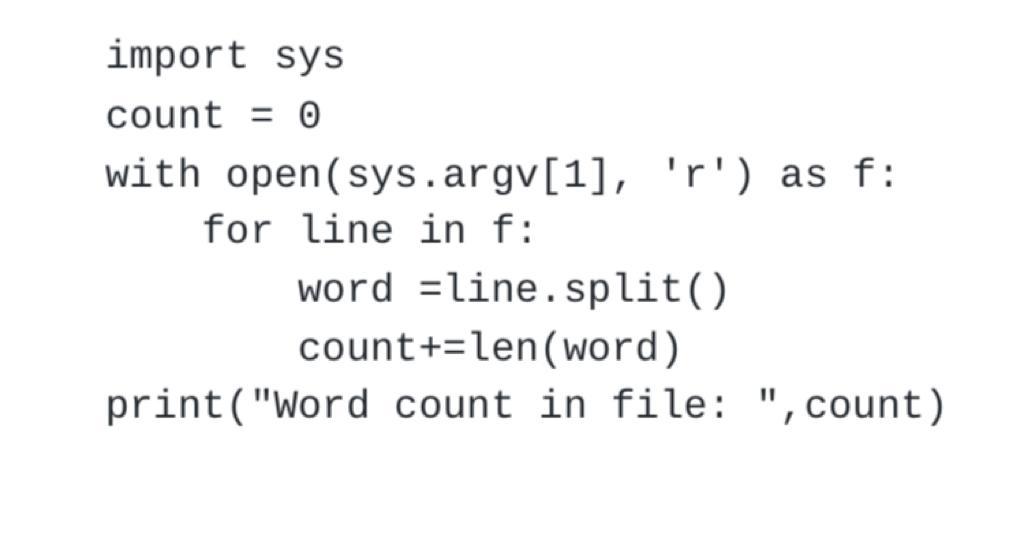 import sys
count = 0
with open(sys.argv[1], 'r') as f:
    for line in f:
        word =line.split()
        count+=len(word)
print("Word count in file: ",count)